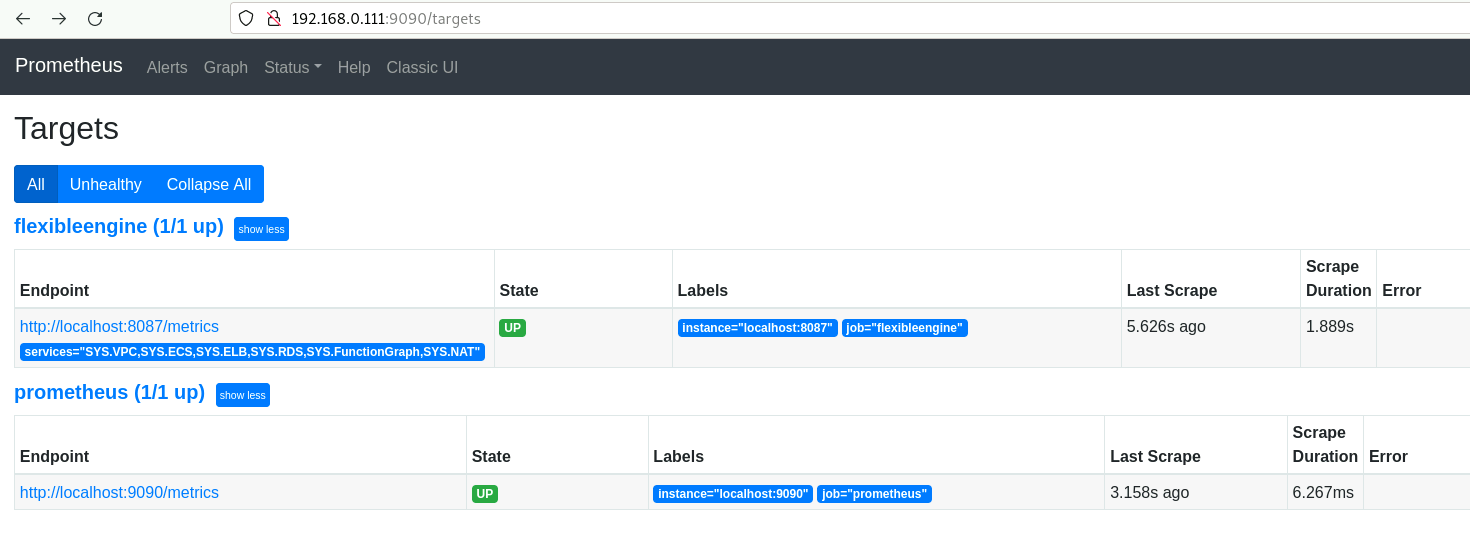 192.168.0.111:9090/targets
Prometheus Alerts Graph Status Help Classic UI
Targets
All Unhealthy Collapse All
flexibleengine (1/1 up) show less
Endpoint State Labels Last Scrape Scrape Duration Error
http://localhost:8087/metrics UP instance="localhost:8087" job="flexibleengine" 5.626s ago 1.889s
services="SYS.VPC,SYS.ECS,SYS.ELB,SYS.RDS,SYS.FunctionGraph,SYS.NAT"
prometheus (1/1 up) show less
Endpoint State Labels Last Scrape Scrape Duration Error
http://localhost:9090/metrics UP instance="localhost:9090" job="prometheus" 3.158s ago 6.267ms